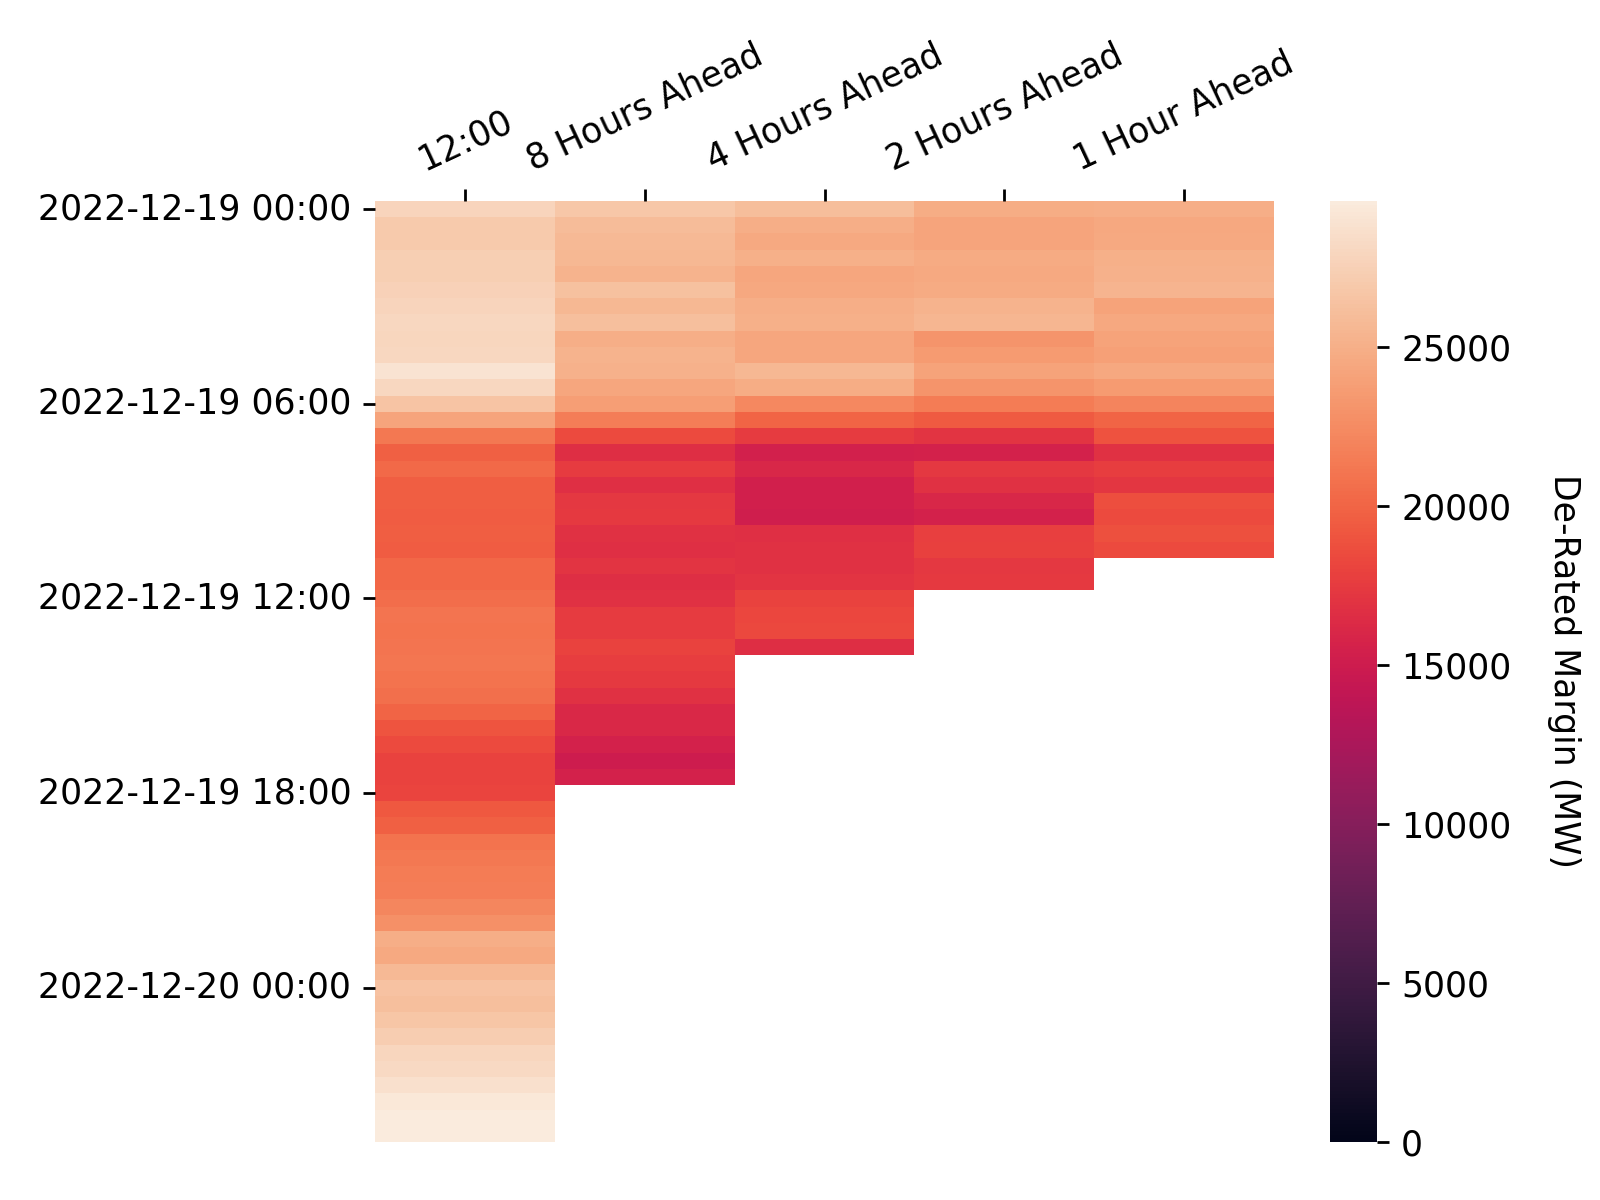 12:00
8 Hours Ahead
4 Hours Ahead
2 Hours Ahead
1 Hour Ahead
2022-12-19 00:00
2022-12-19 06:00
2022-12-19 12:00
2022-12-19 18:00
2022-12-20 00:00
25000
20000
15000
10000
5000
0
De-Rated Margin (MW)